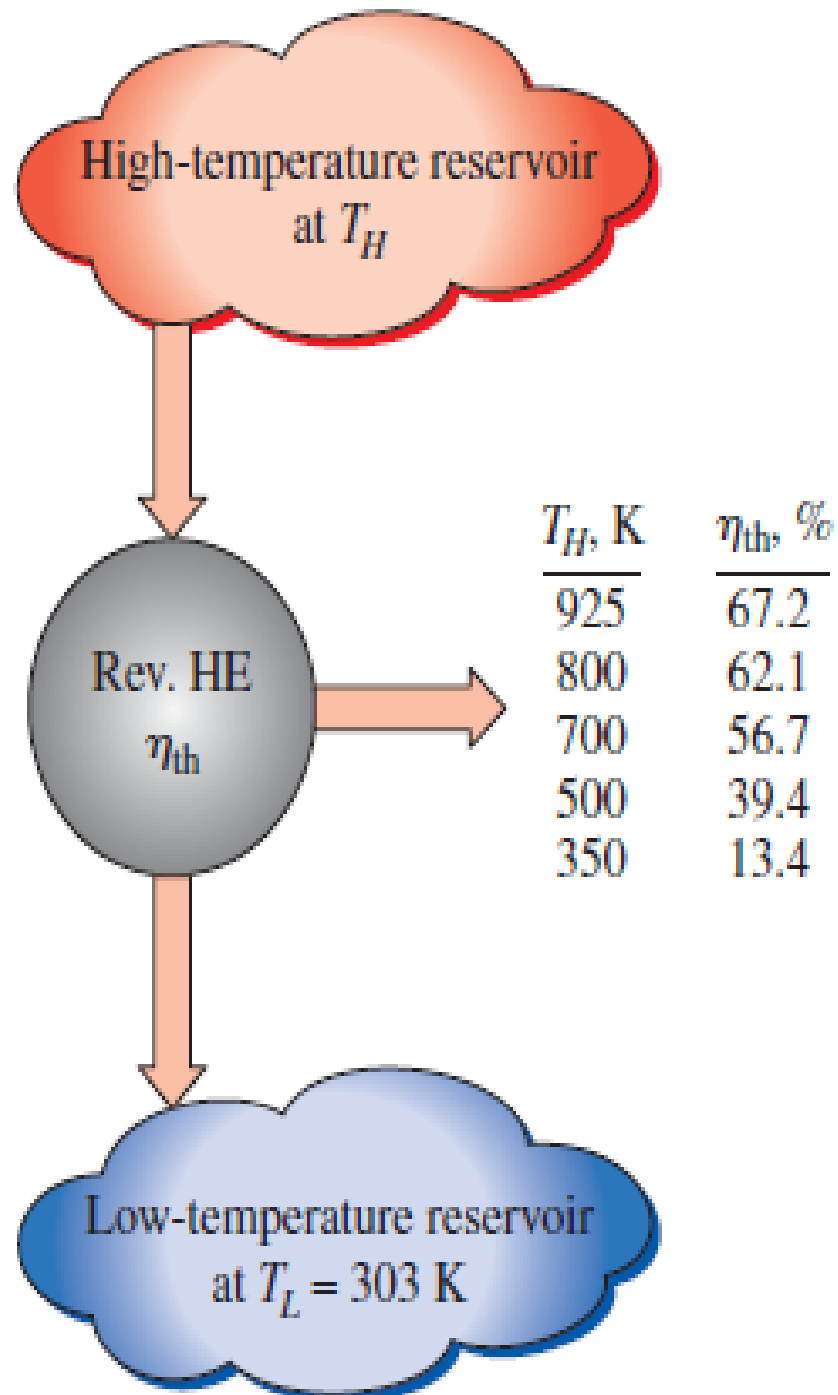 High-temperature reservoir
at T_H
T_H, K η_th, %
925 67.2
800 62.1
700 56.7
500 39.4
350 13.4
Rev. HE
η_th
Low-temperature reservoir
at T_L = 303 K